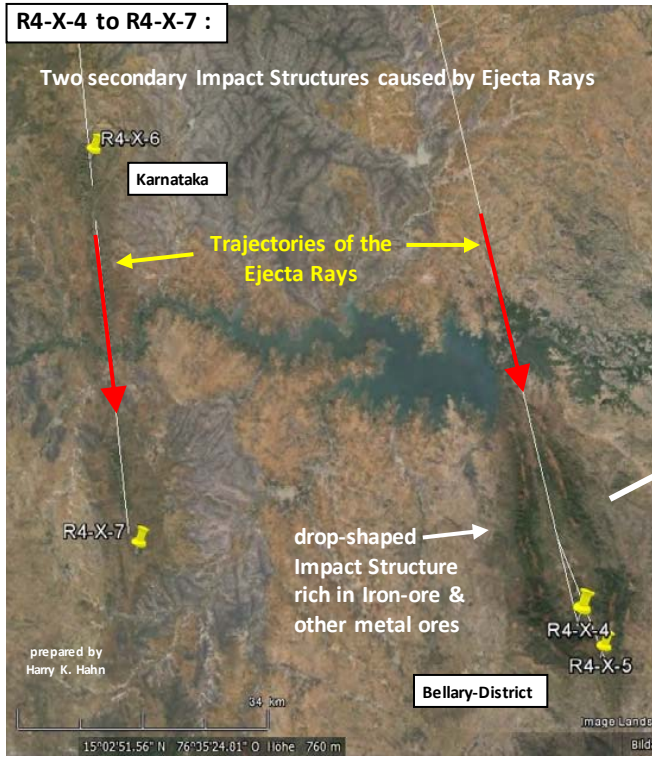 R4-X-4 to R4-X-7 :
Two secondary Impact Structures caused by Ejecta Rays
R4-X-6
Karnataka
Trajectories of the
Ejecta Rays
R4-X-7
drop-shaped
Impact Structure
rich in Iron-ore &
other metal ores
R4-X-4
R4-X-5
prepared by
Harry K. Hahn
Bellary-District
34 km
Image Lands
15°02'51.56" N 76°35'24.81" O Höhe 760 m
Bild